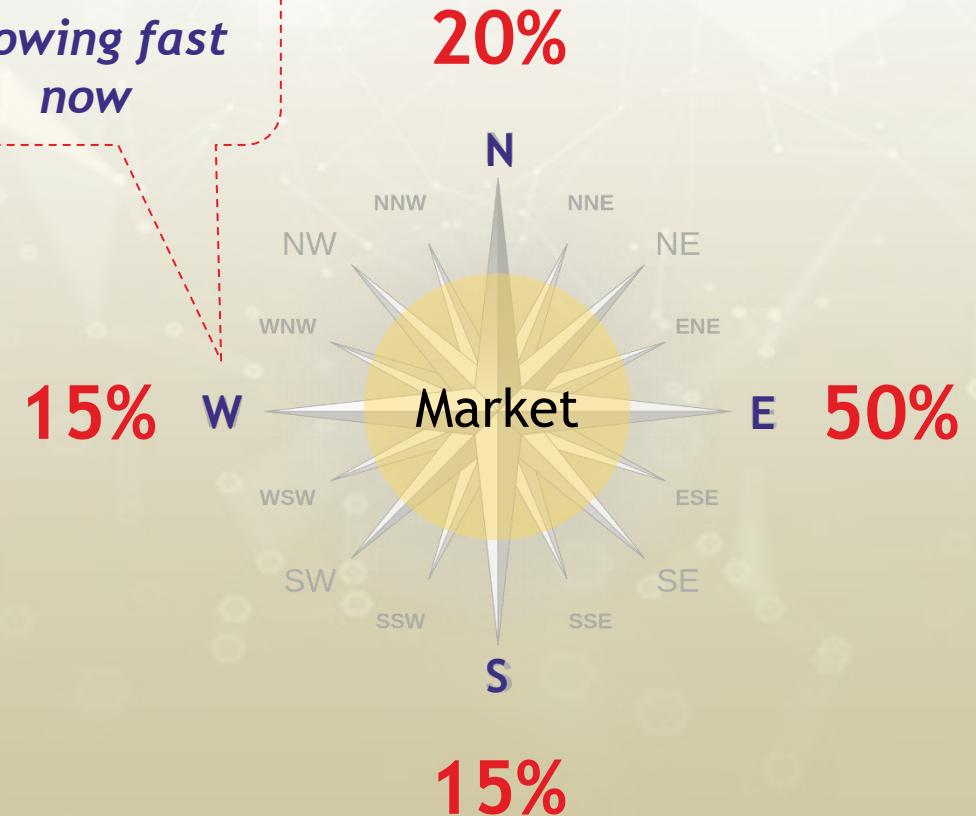 owing fast
now
20%
N
NNW
NNE
NW
NE
WNW
ENE
15%
W
Market
E
50%
WSW
ESE
SW
SE
SSW
SSE
S
15%